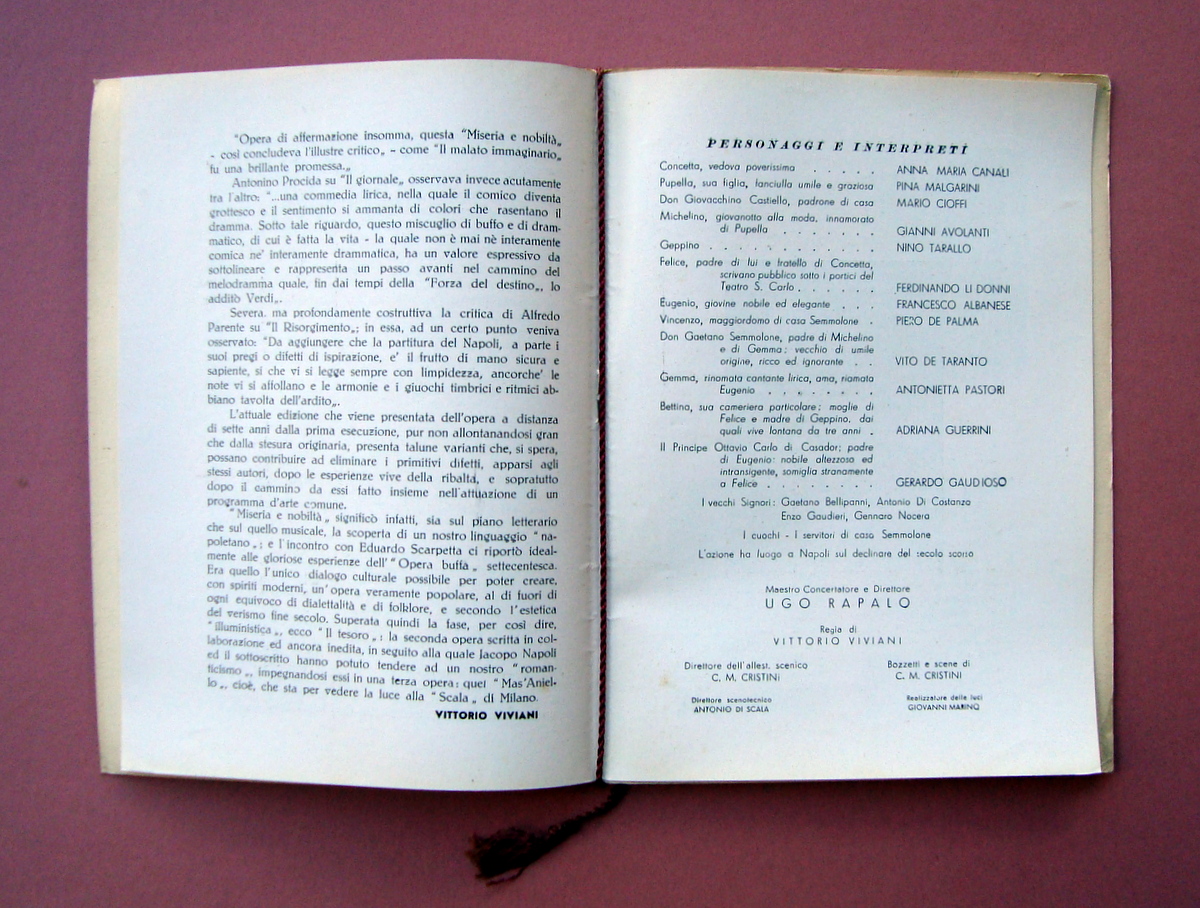 "Opera di affermazione insomma, questa "Miseria e nobiltà„
- così concludeva l'illustre critico„ - come "Il malato immaginario„
fu una brillante promessa.„
Antonino Procida su "Il giornale„ osservava invece acutamente
tra l'altro: "...una commedia lirica, nella quale il comico diventa
grottesco e il sentimento si ammanta di colori che rasentano il
dramma. Sotto tale riguardo, questo miscuglio di buffo e di dram-
matico, di cui è fatta la vita - la quale non è mai nè interamente
comica ne' interamente drammatica, ha un valore espressivo da
sottolineare e rappresenta un passo avanti nel cammino del
melodramma quale, fin dai tempi della "Forza del destino„, lo
additò Verdi„.
Severa, ma profondamente costruttiva la critica di Alfredo
Parente su "Il Risorgimento„; in essa, ad un certo punto veniva
osservato: "Da aggiungere che la partitura del Napoli, a parte i
suoi pregi o difetti di ispirazione, e' il frutto di mano sicura e
sapiente, si che vi si legge sempre con limpidezza, ancorche' le
note vi si affollano e le armonie e i giuochi timbrici e ritmici ab-
biano tavolta dell'ardito„.
L'attuale edizione che viene presentata dell'opera a distanza
di sette anni dalla prima esecuzione, pur non allontanandosi gran
che dalla stesura originaria, presenta talune varianti che, si spera,
possano contribuire ad eliminare i primitivi difetti, apparsi agli
stessi autori, dopo le esperienze vive della ribalta, e sopratutto
dopo il cammino da essi fatto insieme nell'attuazione di un
programma d'arte comune.
"Miseria e nobiltà„ significò infatti, sia sul piano letterario
che sul quello musicale, la scoperta di un nostro linguaggio "na-
poletano„; e l'incontro con Eduardo Scarpetta ci riportò ideal-
mente alle gloriose esperienze dell'"Opera buffa„ settecentesca.
Era quello l'unico dialogo culturale possibile per poter creare,
con spiriti moderni, un'opera veramente popolare, al di fuori di
ogni equivoco di dialettalità e di folklore, e secondo l'estetica
del verismo fine secolo. Superata quindi la fase, per così dire,
"illuministica„, ecco "Il tesoro„: la seconda opera scritta in col-
laborazione ed ancora inedita, in seguito alla quale Jacopo Napoli
ed il sottoscritto hanno potuto tendere ad un nostro "roman-
ticismo„, impegnandosi essi in una terza opera: quel "Mas'Aniel-
lo„, cioè, che sta per vedere la luce alla "Scala„ di Milano.
VITTORIO VIVIANI
PERSONAGGI E INTERPRETI
Concetta, vedova poverissima . . . . . ANNA MARIA CANALI
Pupella, sua figlia, fanciulla umile e graziosa PINA MALGARINI
Don Giovacchino Castiello, padrone di casa MARIO CIOFFI
Michelino, giovanotto alla moda, innamorato
di Pupella . . . . . . . GIANNI AVOLANTI
Geppino . . . . . . . . . . . . NINO TARALLO
Felice, padre di lui e fratello di Concetta,
scrivano pubblico sotto i portici del
Teatro S. Carlo . . . . . . FERDINANDO LI DONNI
Eugenio, giovine nobile ed elegante . . . FRANCESCO ALBANESE
Vincenzo, maggiordomo di casa Semmolone . PIERO DE PALMA
Don Gaetano Semmolone, padre di Michelino
e di Gemma; vecchio di umile
origine, ricco ed ignorante . . VITO DE TARANTO
Gemma, rinomata cantante lirica, ama, riamata
Eugenio . . . . . . . . ANTONIETTA PASTORI
Bettina, sua cameriera particolare; moglie di
Felice e madre di Geppino, dai
quali vive lontana da tre anni . ADRIANA GUERRINI
Il Principe Ottavio Carlo di Casador; padre
di Eugenio: nobile altezzoso ed
intransigente, somiglia stranamente
a Felice . . . . . . . . GERARDO GAUDIOSO
I vecchi Signori: Gaetano Bellipanni, Antonio Di Costanzo
Enzo Gaudieri, Gennaro Nocera
I cuochi - I servitori di casa Semmolone
L'azione ha luogo a Napoli sul declinare del secolo scorso
Maestro Concertatore e Direttore
UGO RAPALO
Regia di
VITTORIO VIVIANI
Direttore dell'allest. scenico
C. M. CRISTINI
Bozzetti e scene di
C. M. CRISTINI
Direttore scenotecnico
ANTONIO DI SCALA
Realizzatore delle luci
GIOVANNI MARINO